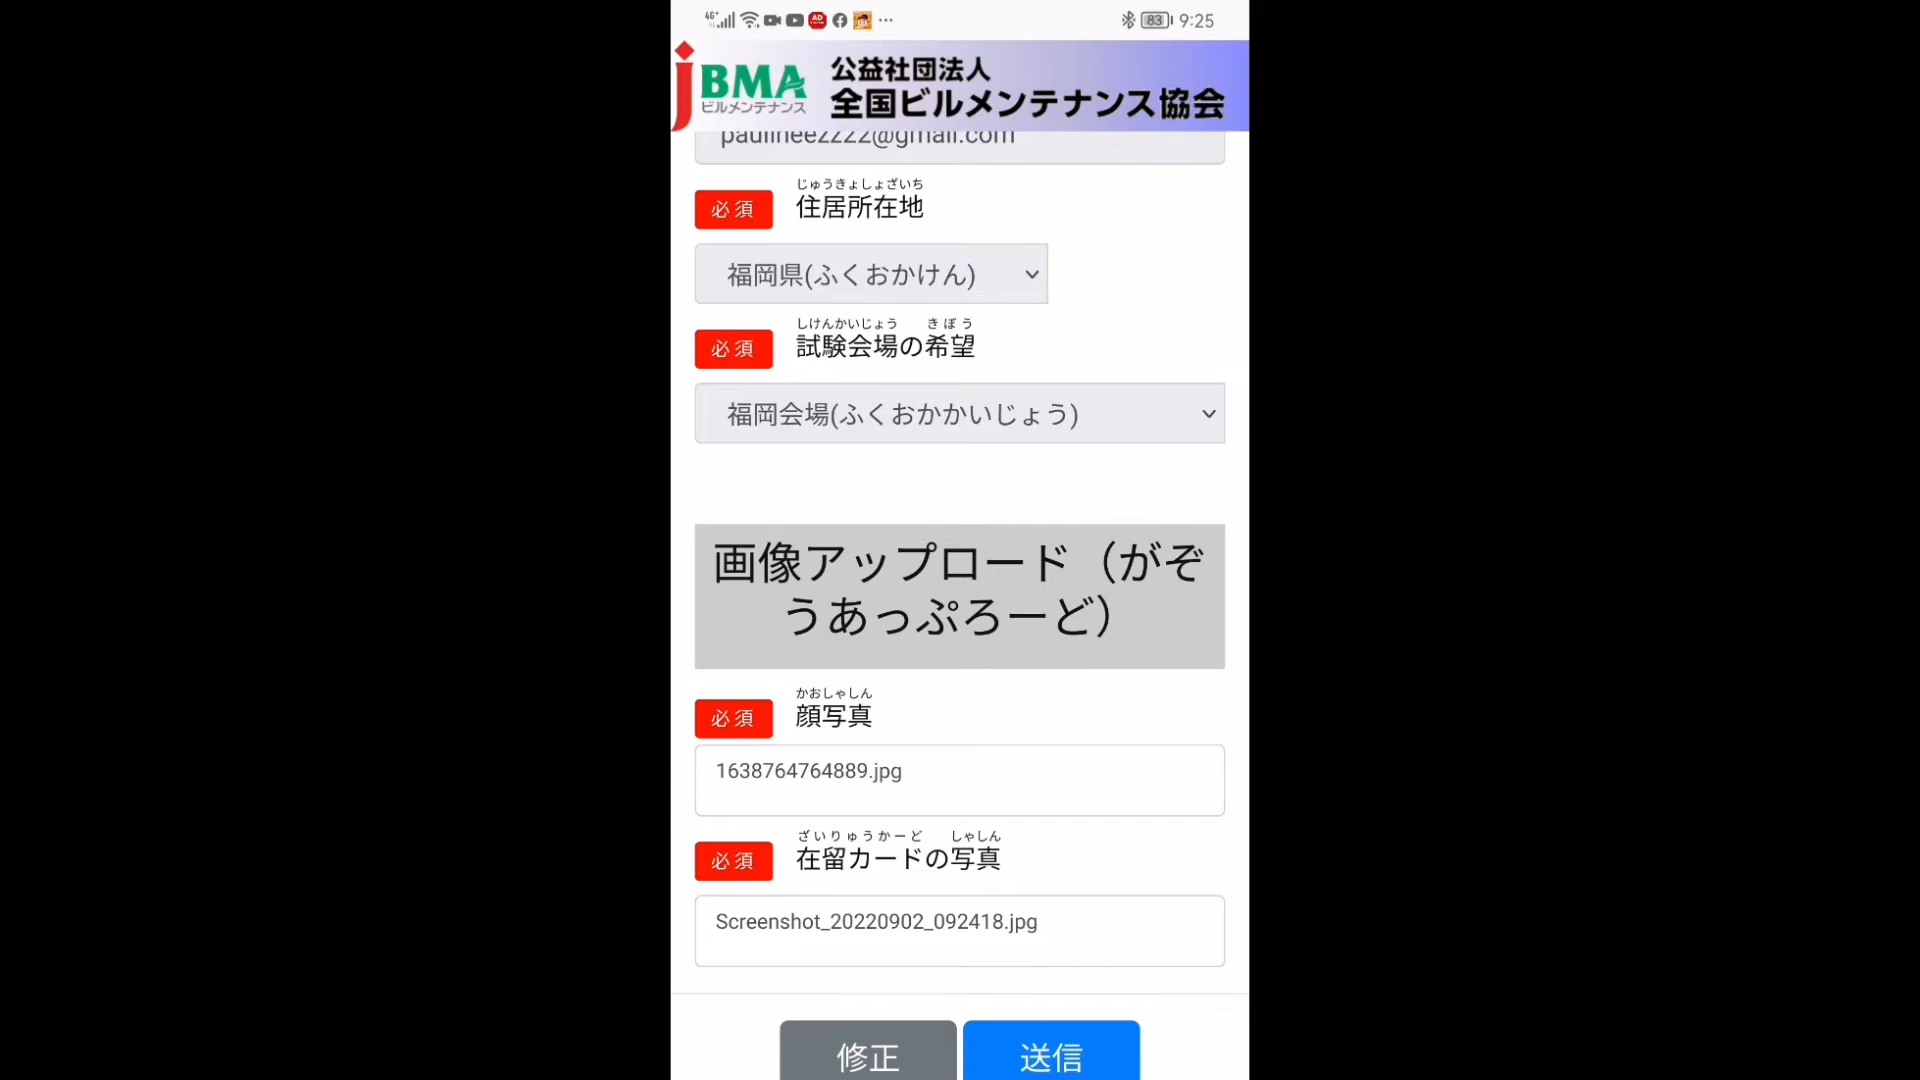 4G+ AD 83 9:25
jBMA
ビルメンテナンス
公益社団法人
全国ビルメンテナンス協会
paulinee2222@gmail.com
じゅうきょしょざいち
必須 住居所在地
福岡県(ふくおかけん)
しけんかいじょう きぼう
必須 試験会場の希望
福岡会場(ふくおかかいじょう)
画像アップロード（がぞ
うあっぷろーど）
かおしゃしん
必須 顔写真
1638764764889.jpg
ざいりゅうかーど しゃしん
必須 在留カードの写真
Screenshot_20220902_092418.jpg
修正 送信